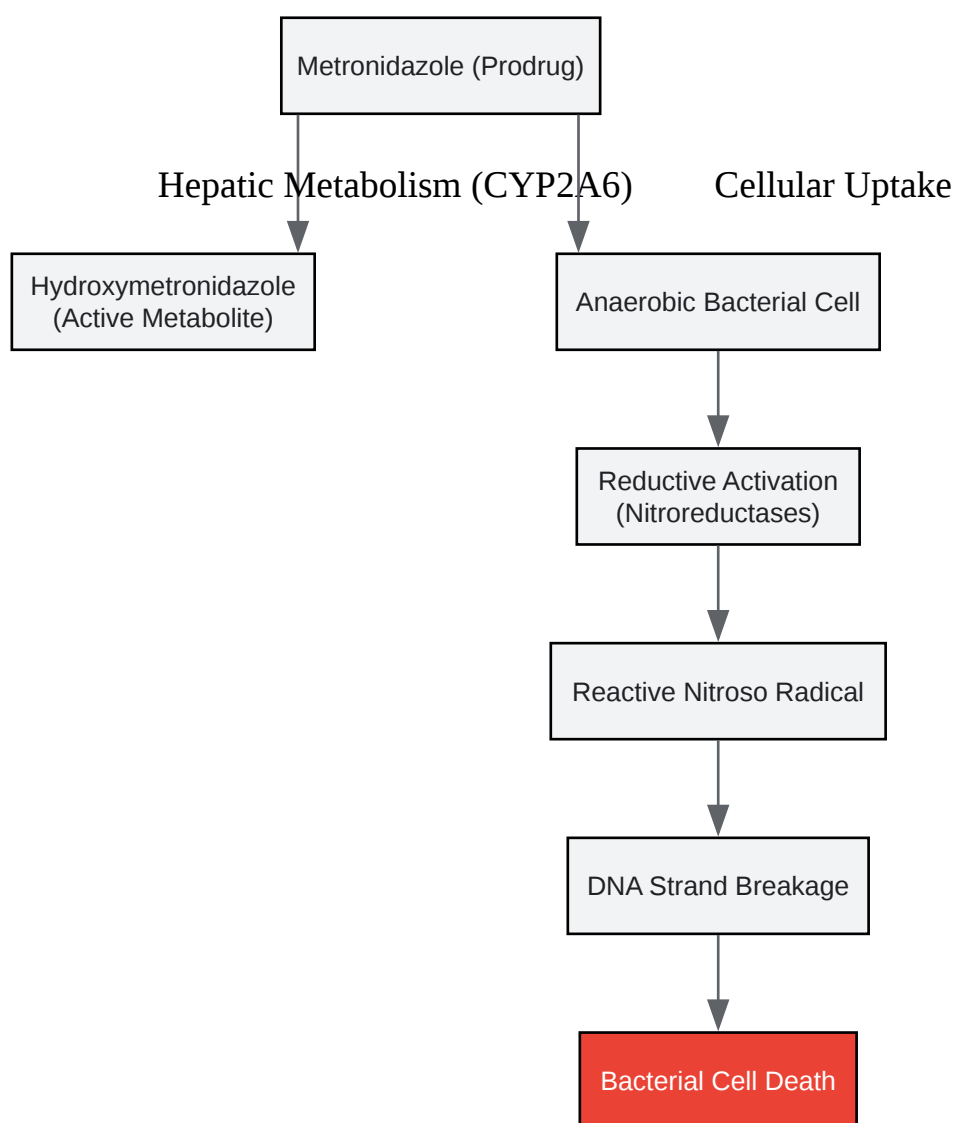 Metronidazole (Prodrug)
Hepatic Metabolism (CYP2A6)
Cellular Uptake
Hydroxymetronidazole
(Active Metabolite)
Anaerobic Bacterial Cell
Reductive Activation
(Nitroreductases)
Reactive Nitroso Radical
DNA Strand Breakage
Bacterial Cell Death